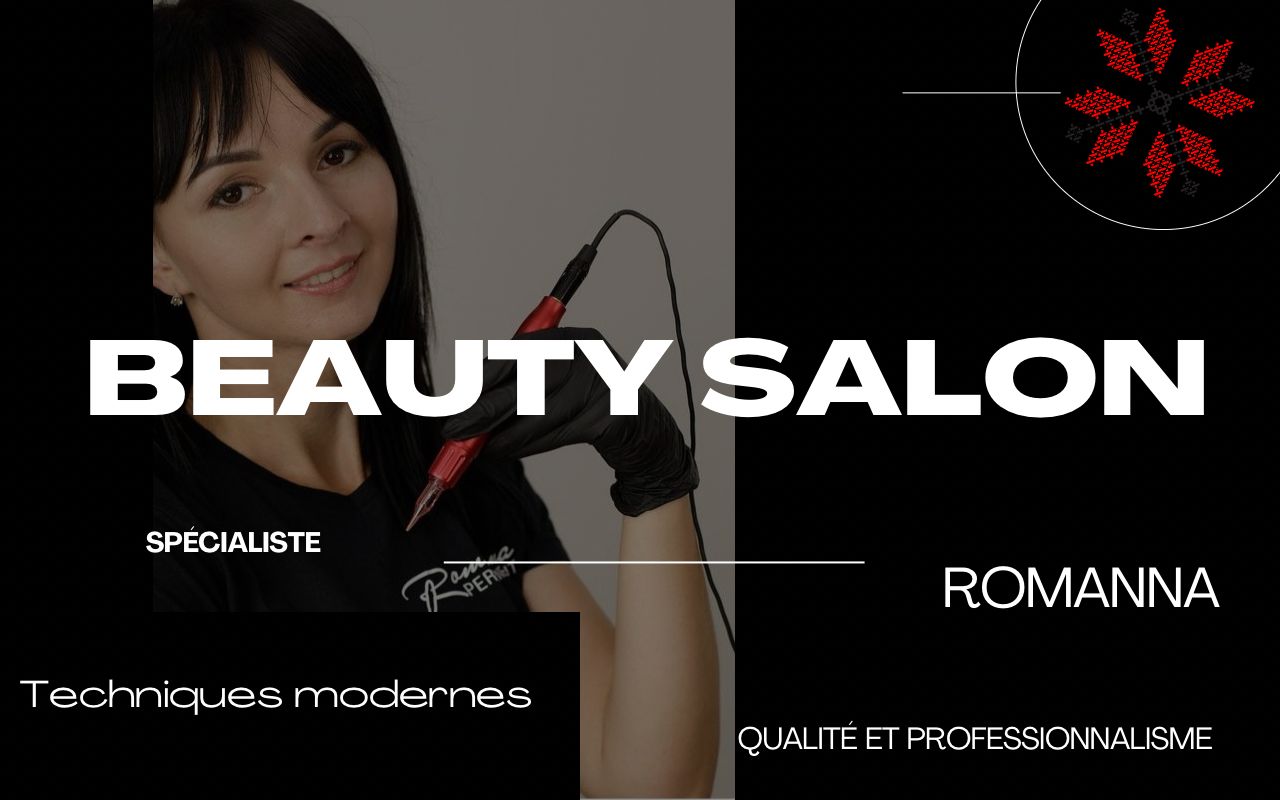 BEAUTY SALON
SPÉCIALISTE
ROMANNA
Techniques modernes
QUALITÉ ET PROFESSIONNALISME